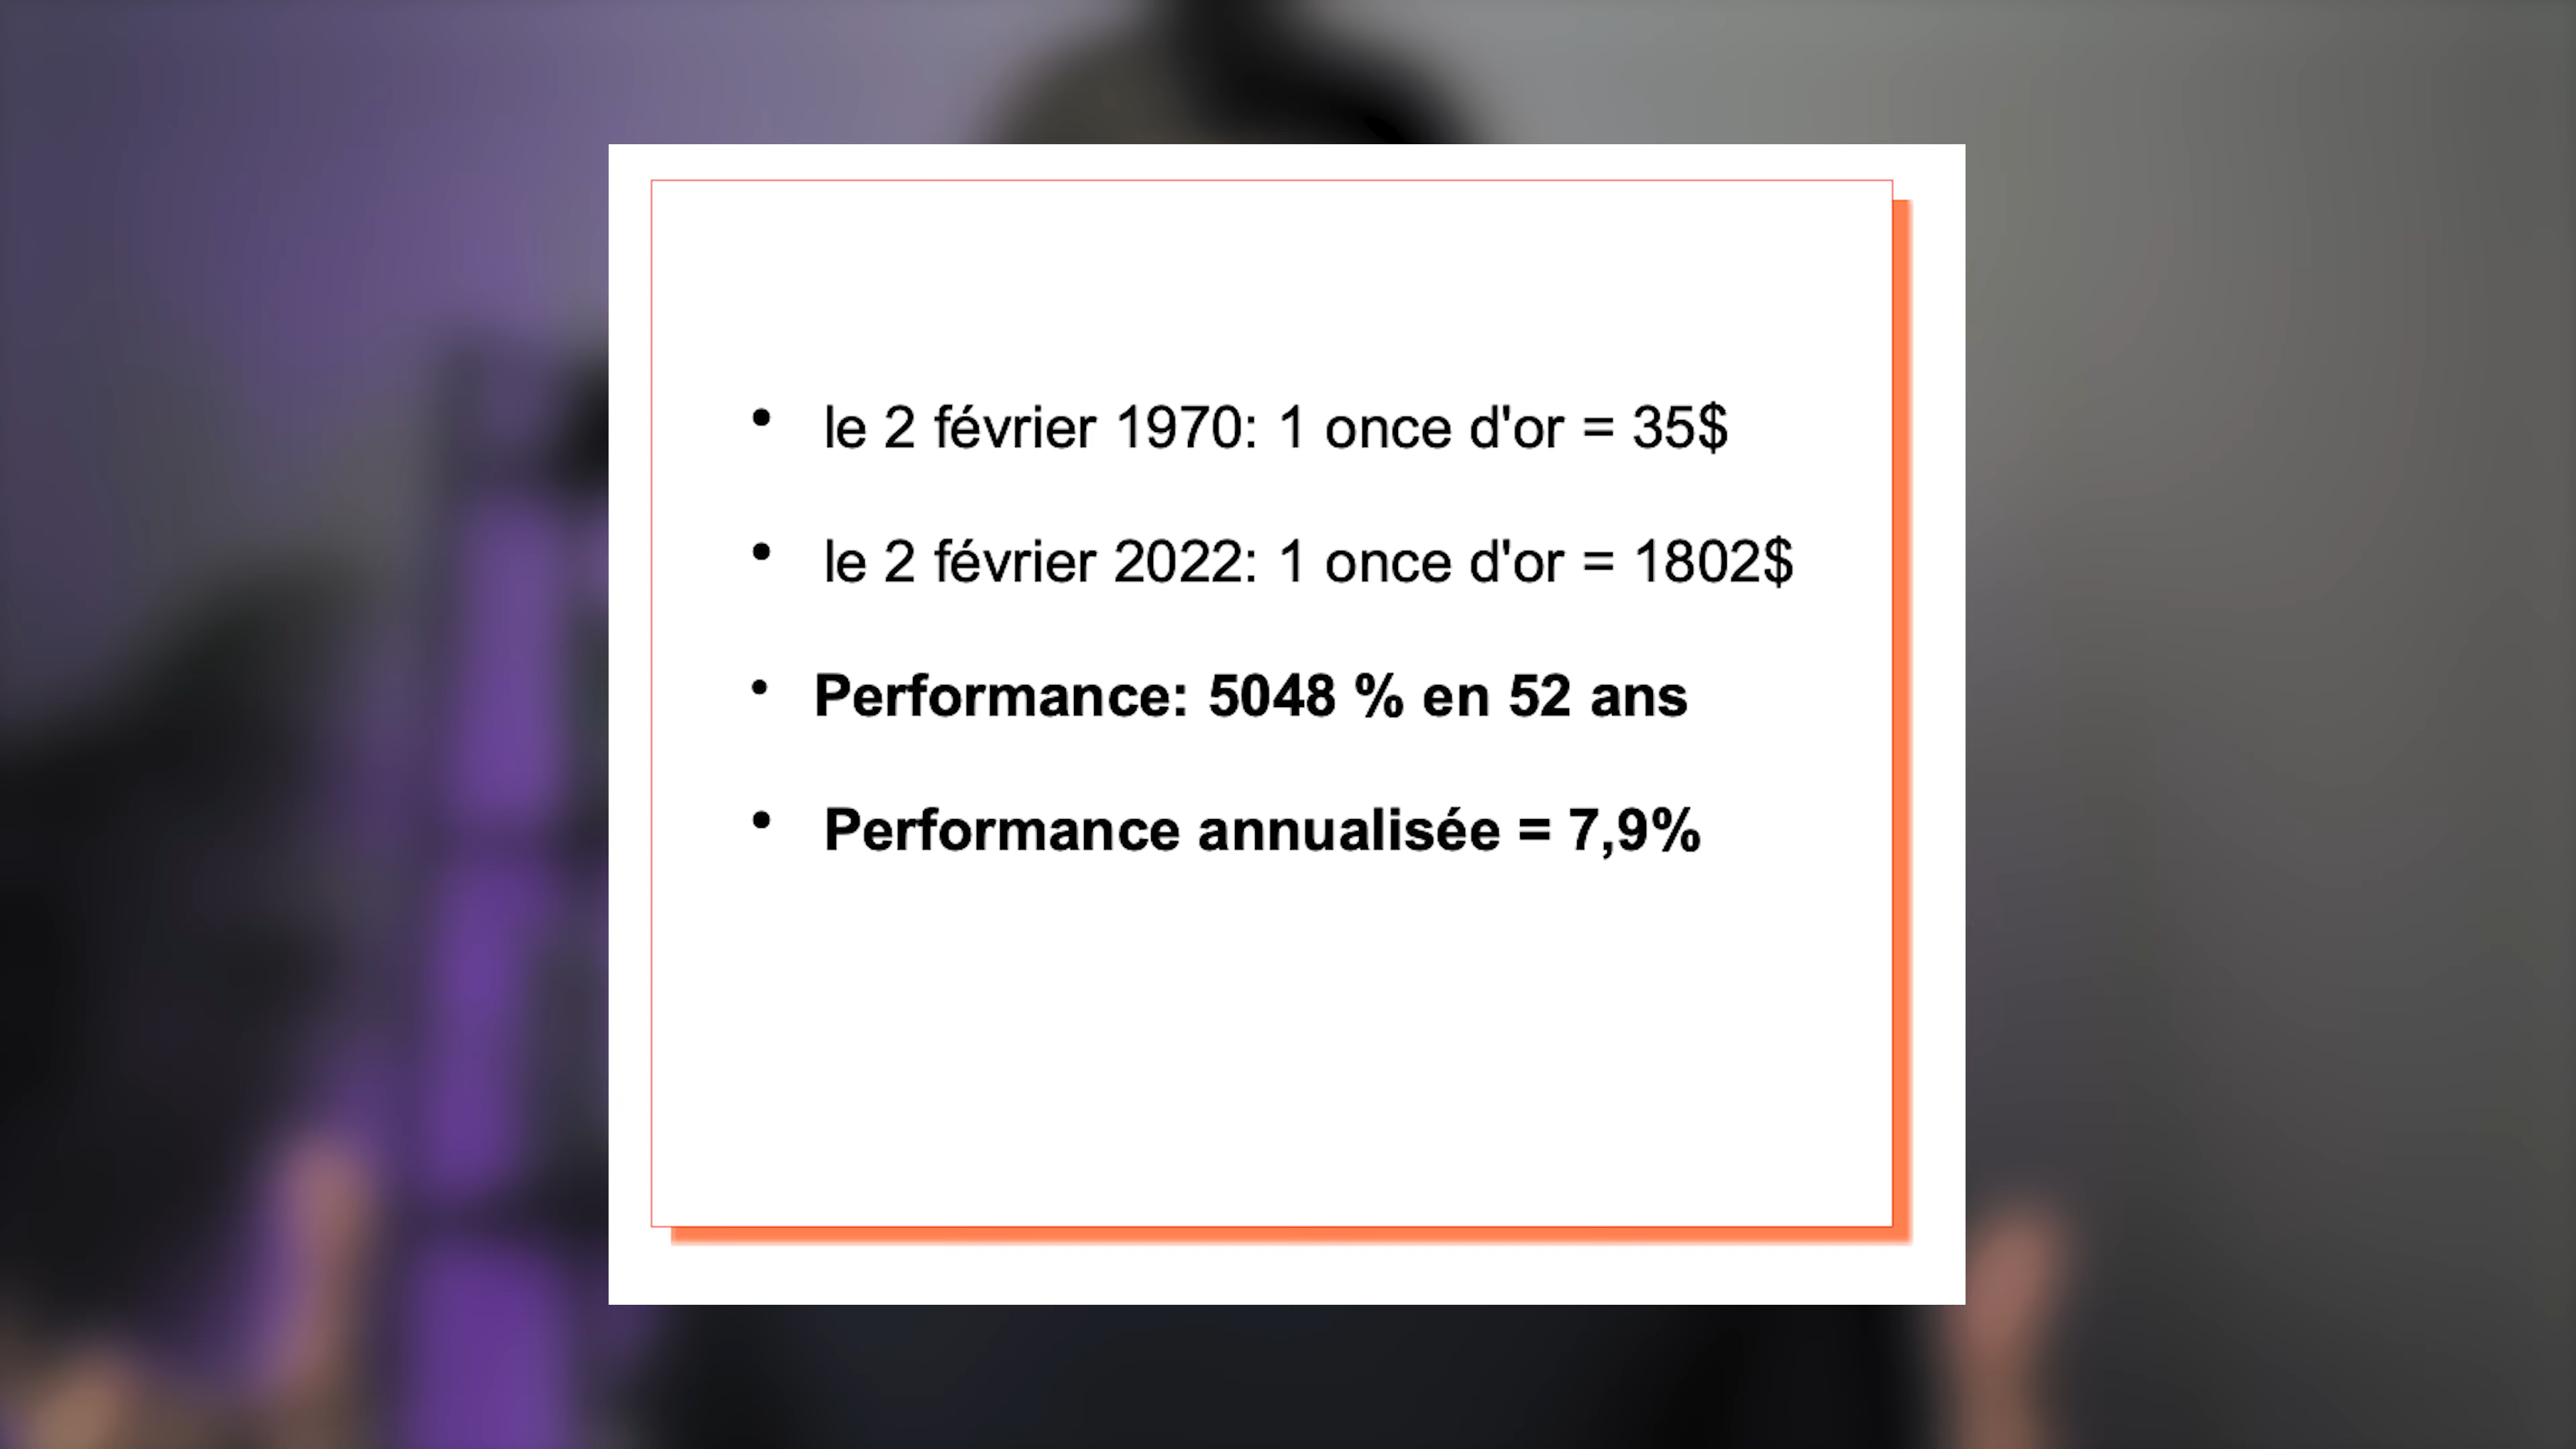 • le 2 février 1970: 1 once d'or = 35$
• le 2 février 2022: 1 once d'or = 1802$
• Performance: 5048 % en 52 ans
• Performance annualisée = 7,9%